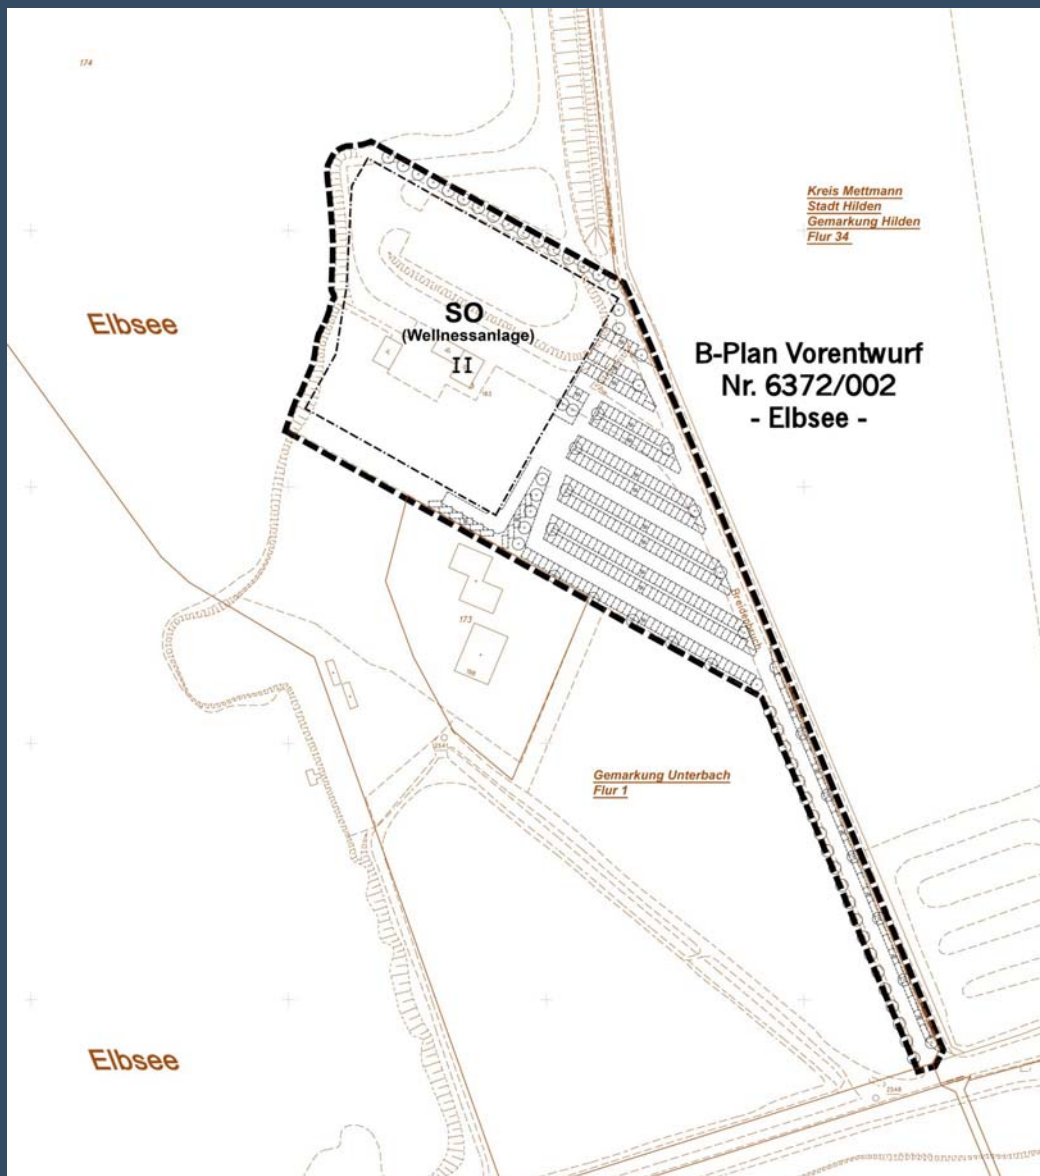 174
Kreis Mettmann
Stadt Hilden
Gemarkung Hilden
Flur 34
Elbsee
SO
(Wellnessanlage)
II
B-Plan Vorentwurf
Nr. 6372/002
- Elbsee -
Breidenbruch
173
Gemarkung Unterbach
Flur 1
Elbsee